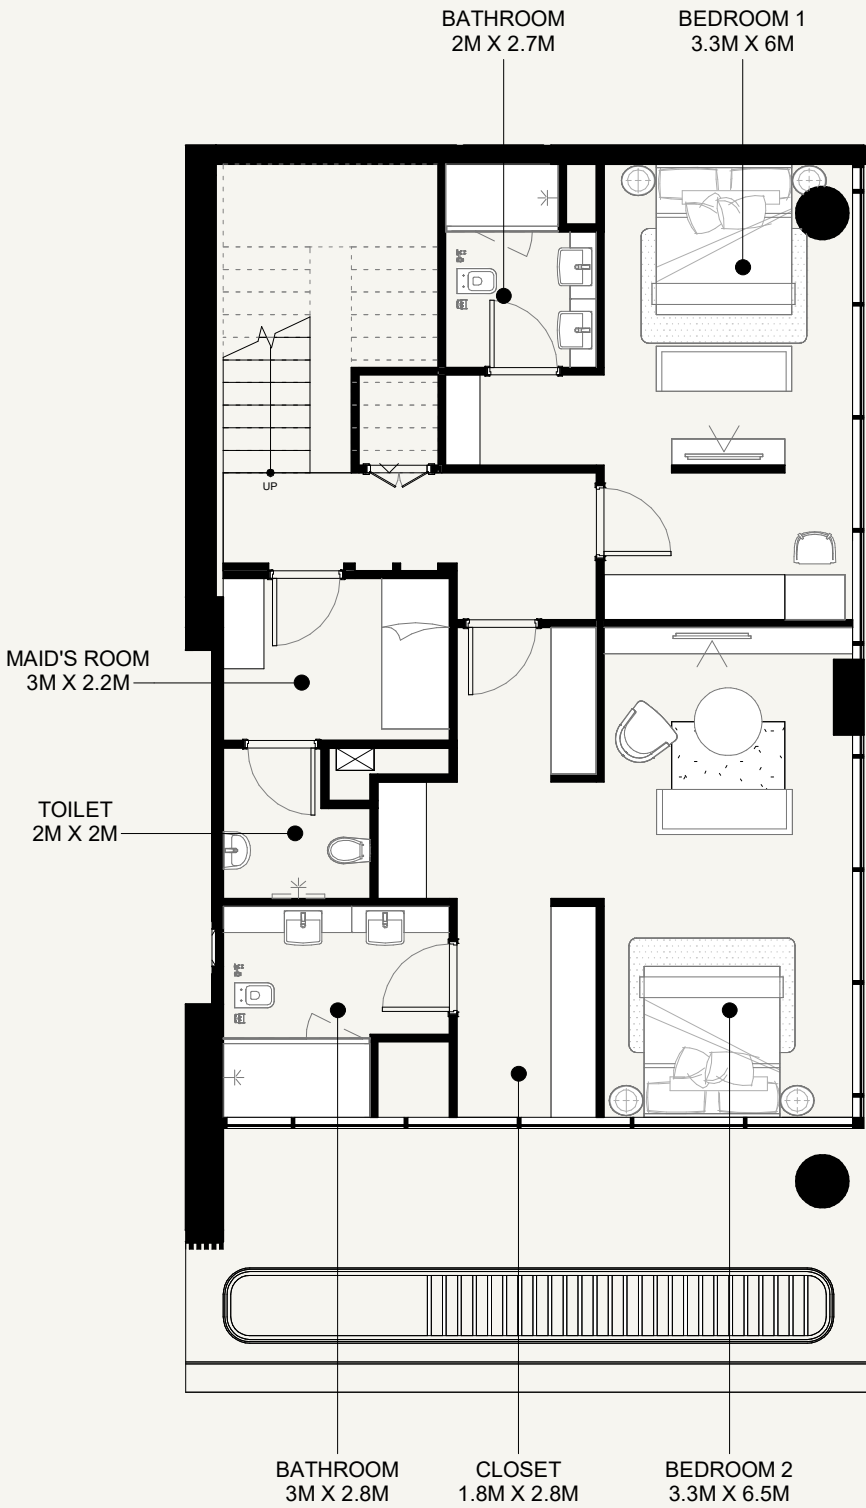 BATHROOM
2M X 2.7M
BEDROOM 1
3.3M X 6M
UP
MAID'S ROOM
3M X 2.2M
TOILET
2M X 2M
BATHROOM
3M X 2.8M
CLOSET
1.8M X 2.8M
BEDROOM 2
3.3M X 6.5M